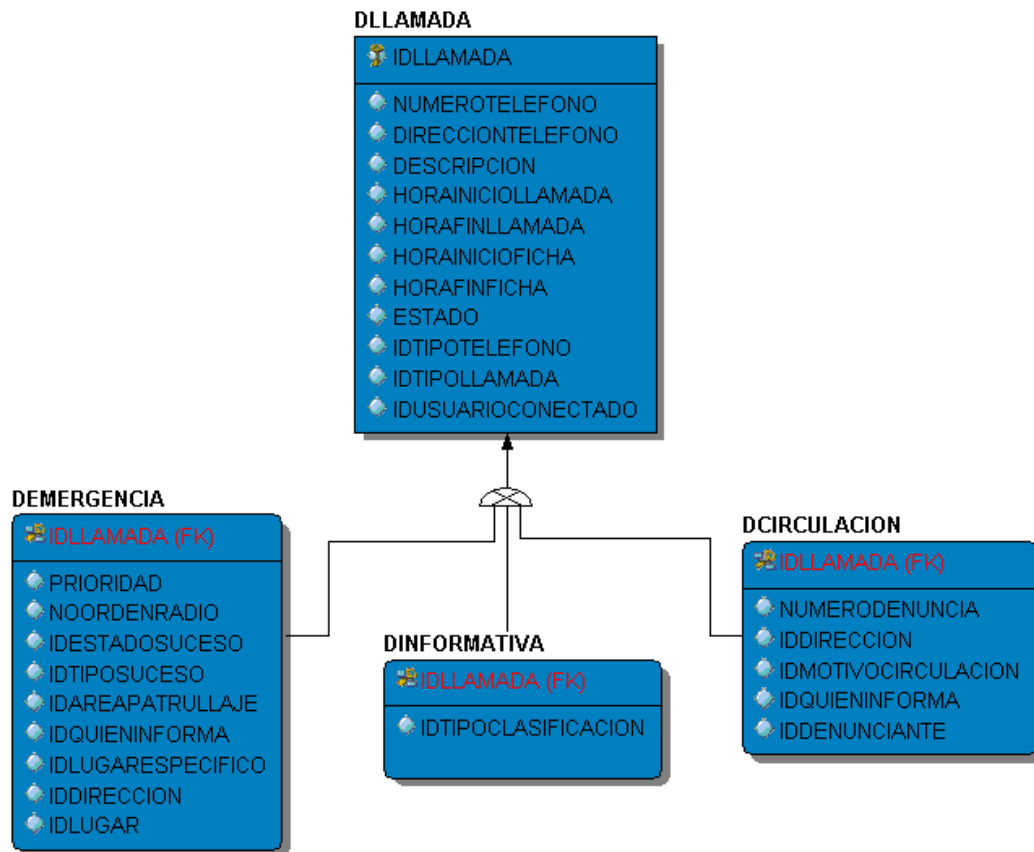 DLLAMADA
IDLLAMADA
NUMEROTELEFONO
DIRECCIONTELEFONO
DESCRIPCION
HORAINICIOLLAMADA
HORAFINLLAMADA
HORAINICIOFICHA
HORAFINFICHA
ESTADO
IDTIPOTELEFONO
IDTIPOLLAMADA
IDUSUARIOCONECTADO
DEMERGENCIA
IDLLAMADA (FK)
PRIORIDAD
NOORDENRADIO
IDESTADOSUCESO
IDTIPOSUCESO
IDAREAPATRULLAJE
IDQUIENINFORMA
IDLUGARESPECIFICO
IDDIRECCION
IDLUGAR
DINFORMATIVA
IDLLAMADA (FK)
IDTIPOCLASIFICACION
DCIRCULACION
IDLLAMADA (FK)
NUMERODENUNCIA
IDDIRECCION
IDMOTIVOCIRCULACION
IDQUIENINFORMA
IDDENUNCIANTE